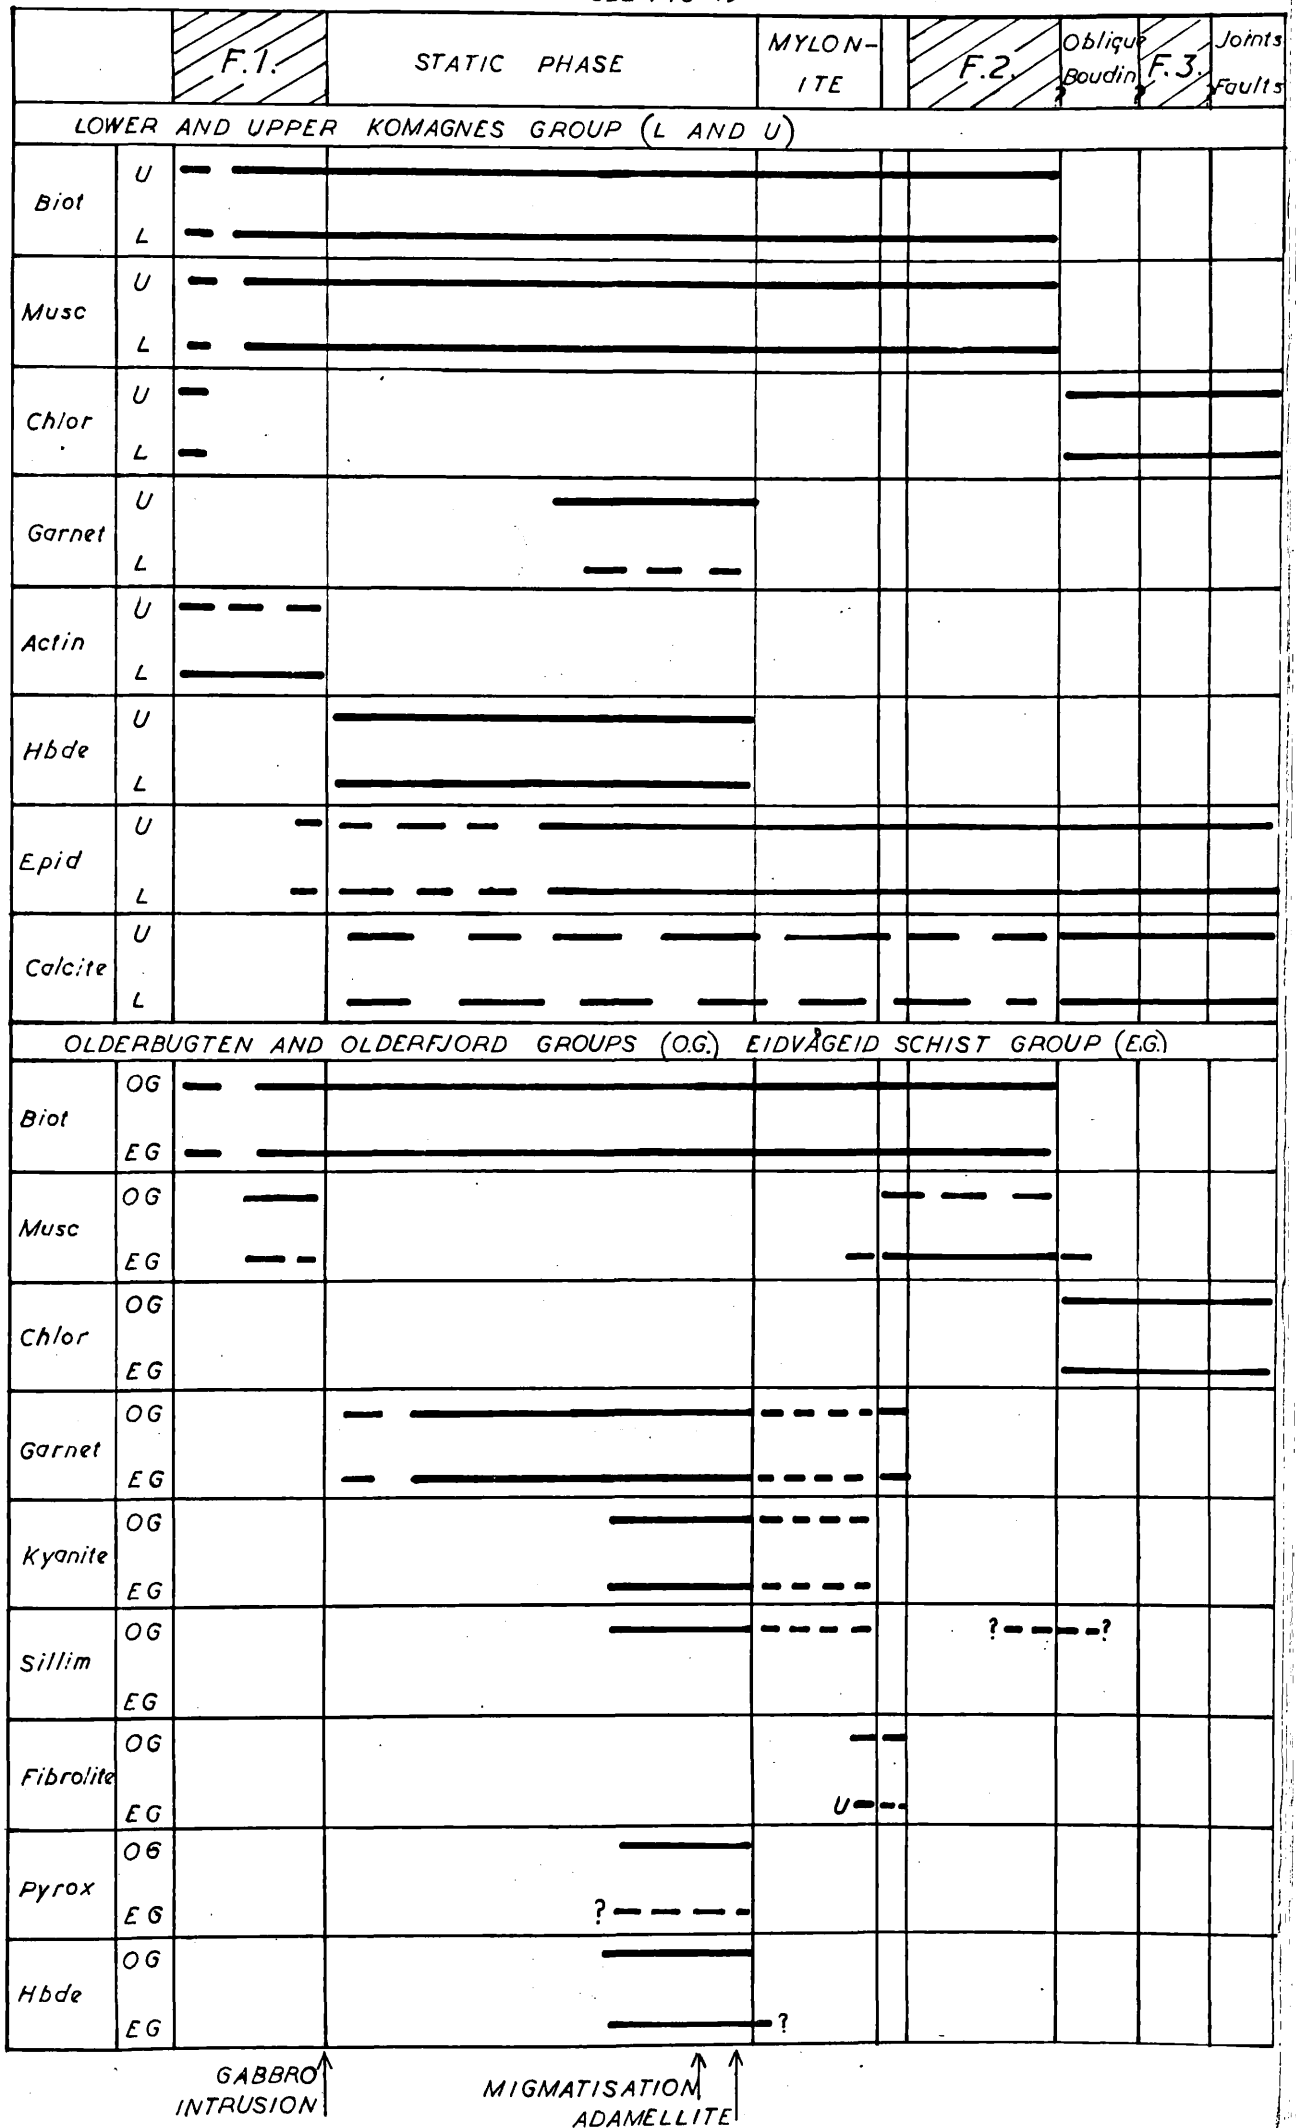 F.1.
STATIC PHASE
MYLON-
ITE
F.2.
Oblique
Boudin
F.3.
Joints
Faults
? ? ?
LOWER AND UPPER KOMAGNES GROUP (L AND U)
Biot
U
L
Musc
U
L
Chlor
U
L
Garnet
U
L
Actin
U
L
Hbde
U
L
Epid
U
L
Calcite
U
L
OLDERBUGTEN AND OLDERFJORD GROUPS (O.G.) EIDVÅGEID SCHIST GROUP (E.G.)
Biot
OG
EG
Musc
OG
EG
Chlor
OG
EG
Garnet
OG
EG
Kyanite
OG
EG
Sillim
OG
? ?
EG
Fibrolite
OG
EG
U
Pyrox
OG
EG
?
Hbde
OG
EG
?
GABBRO
INTRUSION
MIGMATISATION
ADAMELLITE